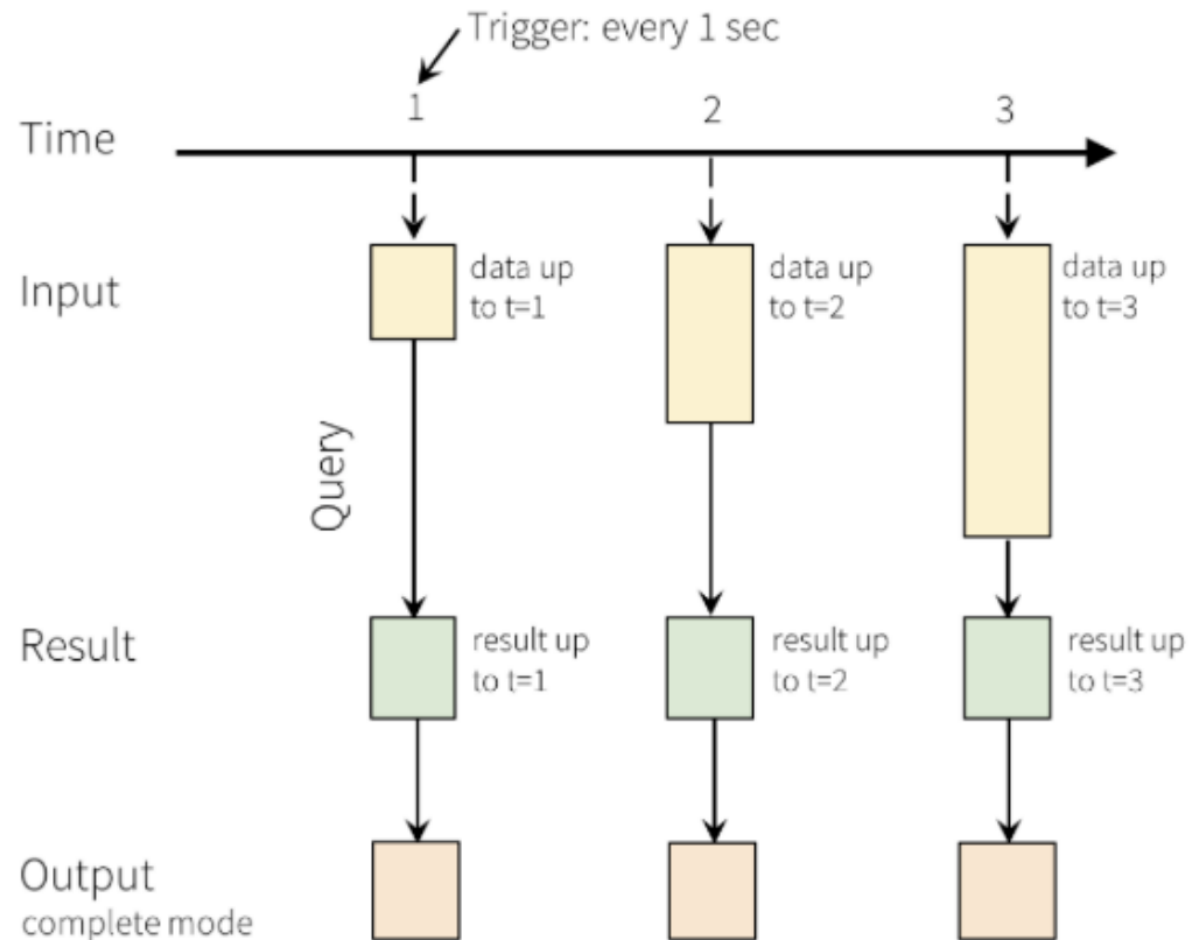 Trigger: every 1 sec
1 2 3
Time
Input
data up
to t=1
data up
to t=2
data up
to t=3
Query
Result
result up
to t=1
result up
to t=2
result up
to t=3
Output
complete mode